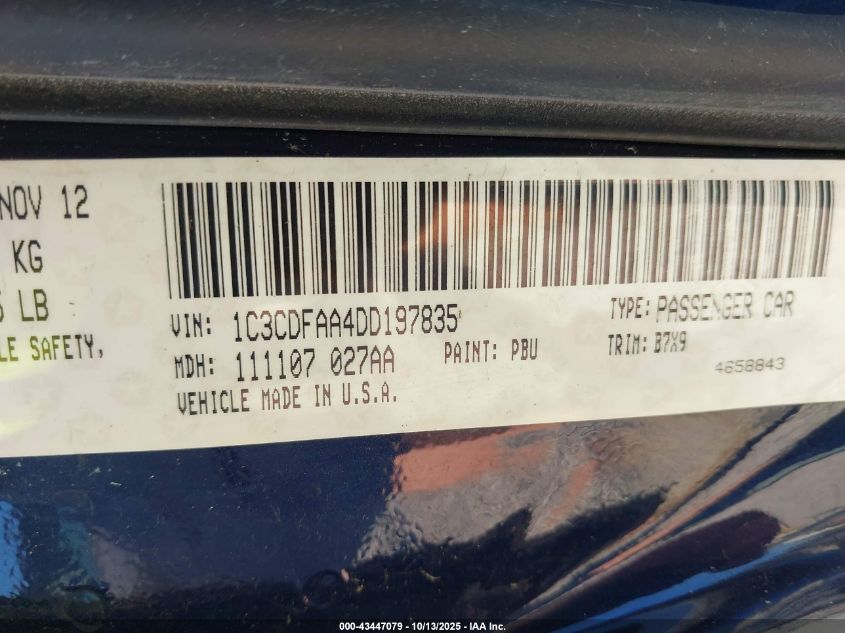 NOV 12
KG
LB
LE SAFETY,
VIN: 1C3CDFAA4DD197835
TYPE: PASSENGER CAR
MDH: 111107 027AA
PAINT: PBU
TRIM: B7X9
4658843
VEHICLE MADE IN U.S.A.
000-43447079 - 10/13/2025 - IAA Inc.